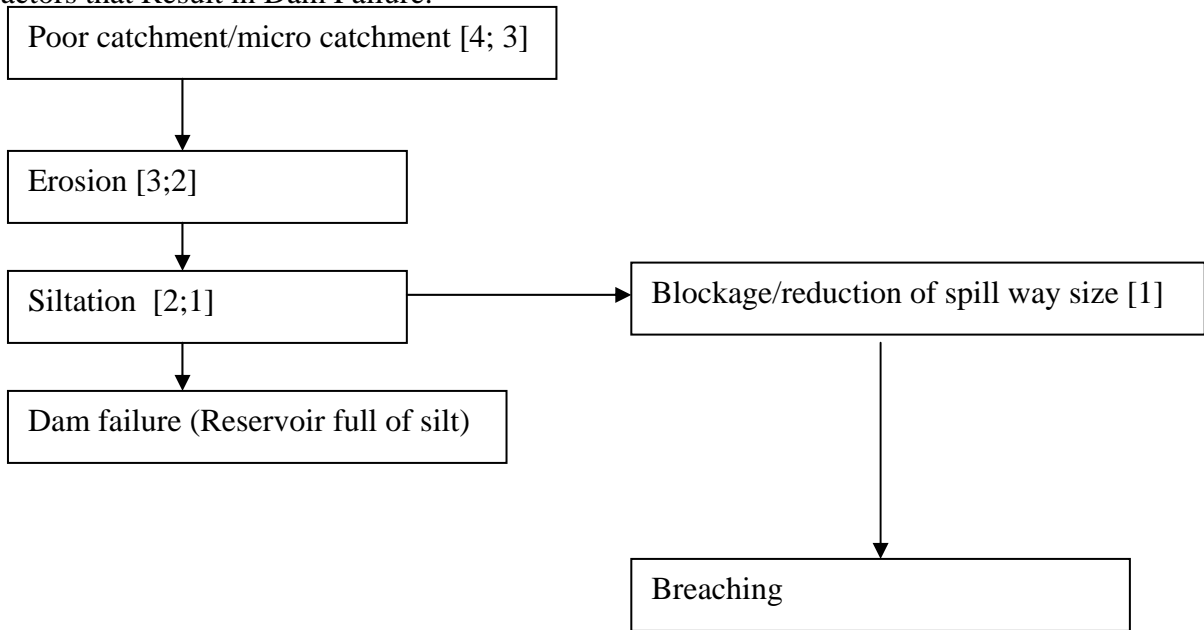 actors that Result in Dam Failure.
Poor catchment/micro catchment [4; 3]
Erosion [3;2]
Siltation [2;1]
Blockage/reduction of spill way size [1]
Dam failure (Reservoir full of silt)
Breaching